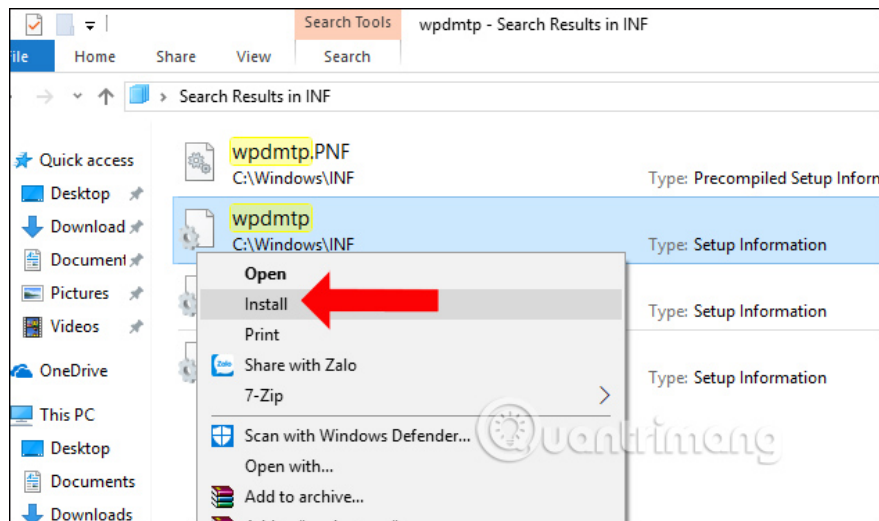 Search Tools
wpdmtp - Search Results in INF
ile
Home
Share
View
Search
Search Results in INF
Quick access
Desktop
Download
Document
Pictures
Videos
OneDrive
This PC
Desktop
Documents
Downloads
wpdmtp.PNF
C:\Windows\INF
Type: Precompiled Setup Inform
wpdmtp
C:\Windows\INF
Type: Setup Information
Type: Setup Information
Type: Setup Information
Open
Install
Print
Zalo
Share with Zalo
7-Zip
Scan with Windows Defender...
Open with...
Add to archive...
Quantrimang